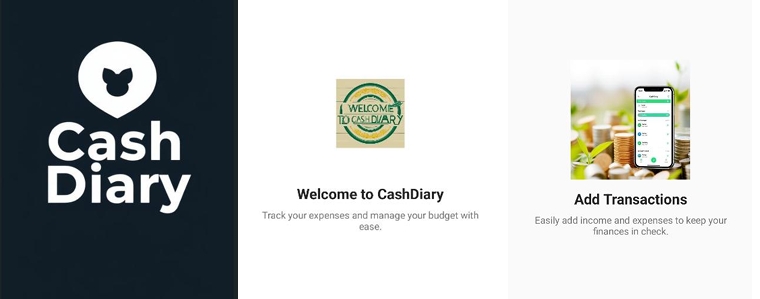 Cash
Diary
WELCOME
TO CASH DIARY
Welcome to CashDiary
Track your expenses and manage your budget with
ease.
Add Transactions
Easily add income and expenses to keep your
finances in check.